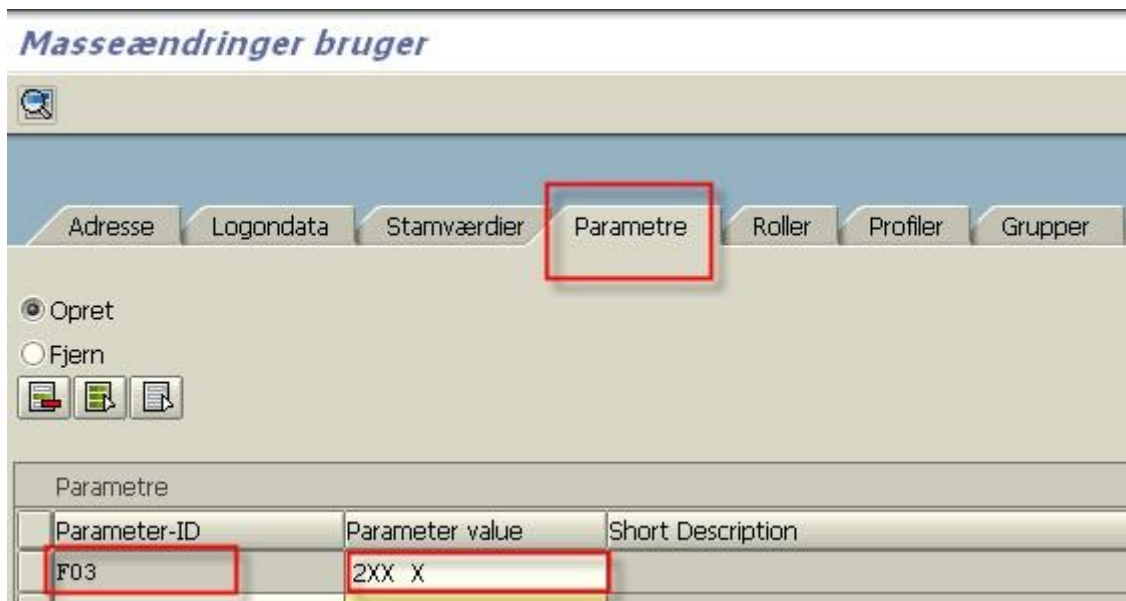 Masseændringer bruger
Adresse Logondata Stamværdier Parametre Roller Profiler Grupper
Opret
Fjern
Parametre
Parameter-ID Parameter value Short Description
F03 2XX X